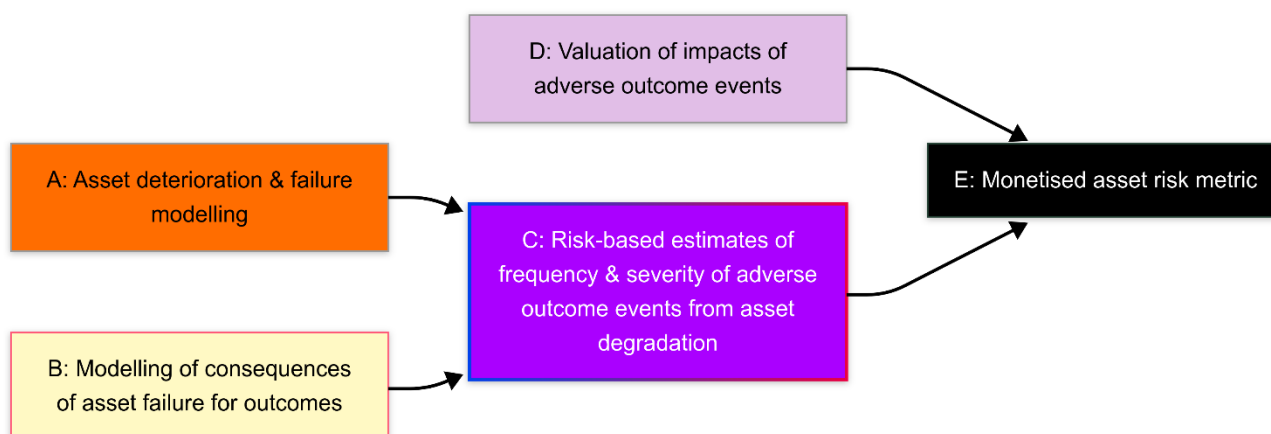 D: Valuation of impacts of
adverse outcome events
A: Asset deterioration & failure
modelling
E: Monetised asset risk metric
C: Risk-based estimates of
frequency & severity of adverse
outcome events from asset
degradation
B: Modelling of consequences
of asset failure for outcomes